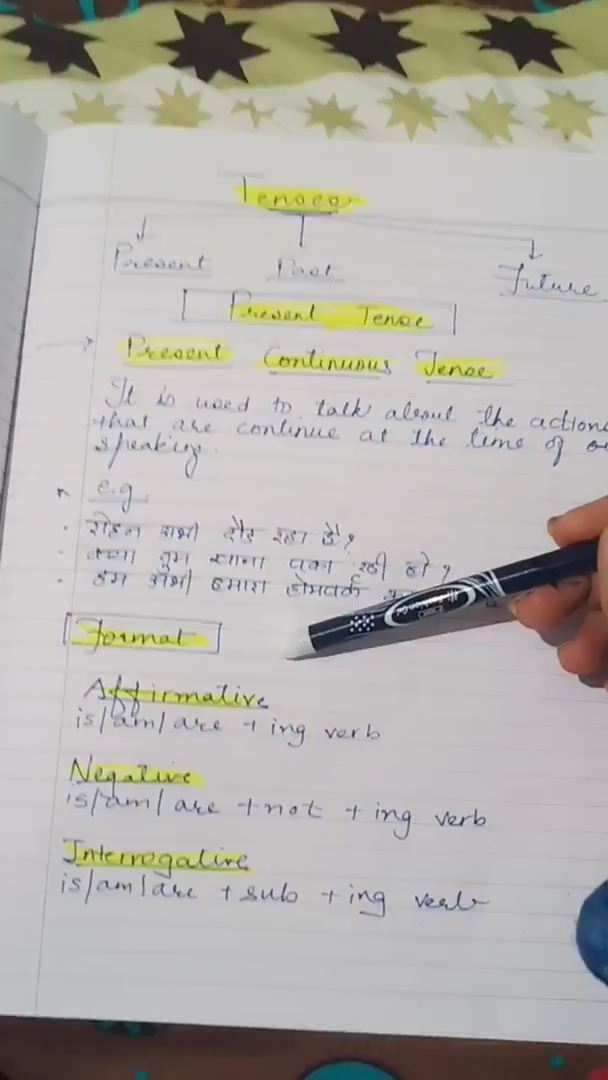 Tenses
Present Past Future
Present Tense
Present Continuous Tense
It is used to talk about the action
that are continue at the time of
speaking.
e.g
रोहन अभी दौड़ रहा है?
क्या तुम खाना पका रही हो?
हम अभी हमारा होमवर्क
Format
Affirmative
is/am/are + ing verb
Negative
is/am/are + not + ing verb
Interregative
is/am/are + sub + ing verb